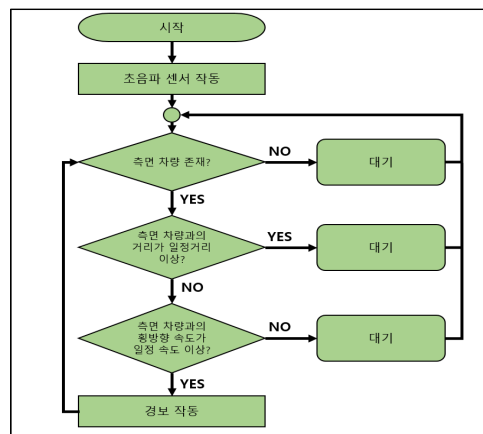 시작
초음파 센서 작동
측면 차량 존재?
NO
대기
YES
측면 차량과의
거리가 일정거리
이상?
YES
대기
NO
측면 차량과의
횡방향 속도가
일정 속도 이상?
NO
대기
YES
경보 작동